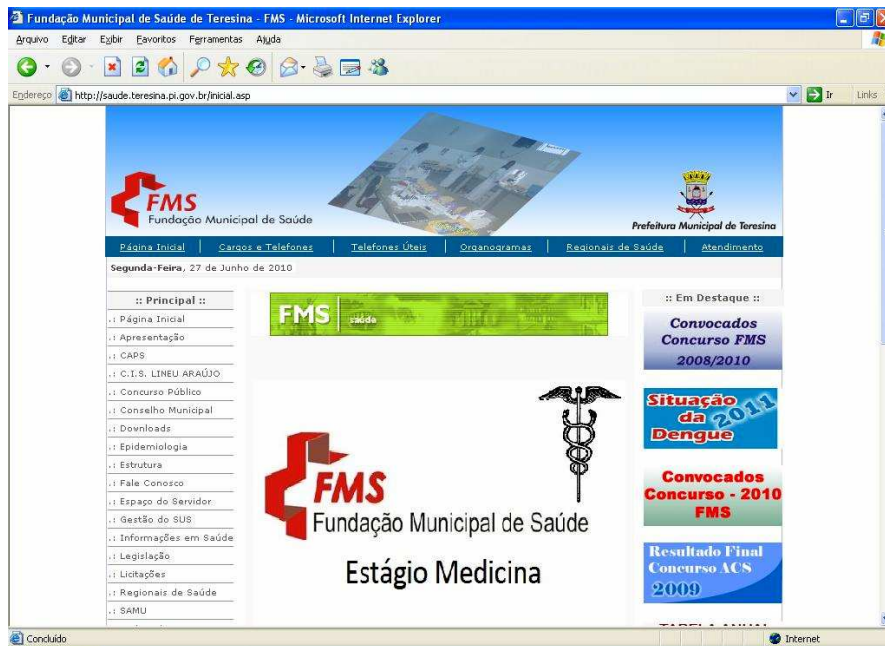 Fundação Municipal de Saúde de Teresina - FMS - Microsoft Internet Explorer
Arquivo Editar Exibir Favoritos Ferramentas Ajuda
Endereço http://saude.teresina.pi.gov.br/inicial.asp Ir Links
FMS
Fundação Municipal de Saúde
Prefeitura Municipal de Teresina
Página Inicial Cargos e Telefones Telefones Úteis Organogramas Regionais de Saúde Atendimento
Segunda-Feira, 27 de Junho de 2010
:: Principal ::
.: Página Inicial
.: Apresentação
.: CAPS
.: C.I.S. LINEU ARAÚJO
.: Concurso Público
.: Conselho Municipal
.: Downloads
.: Epidemiologia
.: Estrutura
.: Fale Conosco
.: Espaço do Servidor
.: Gestão do SUS
.: Informações em Saúde
.: Legislação
.: Licitações
.: Regionais de Saúde
.: SAMU
FMS saúde
FMS
Fundação Municipal de Saúde
Estágio Medicina
:: Em Destaque ::
Convocados
Concurso FMS
2008/2010
Situação
da 2011
Dengue
Convocados
Concurso - 2010
FMS
Resultado Final
Concurso ACS
2009
TABELA ANUAL
Concluído Internet